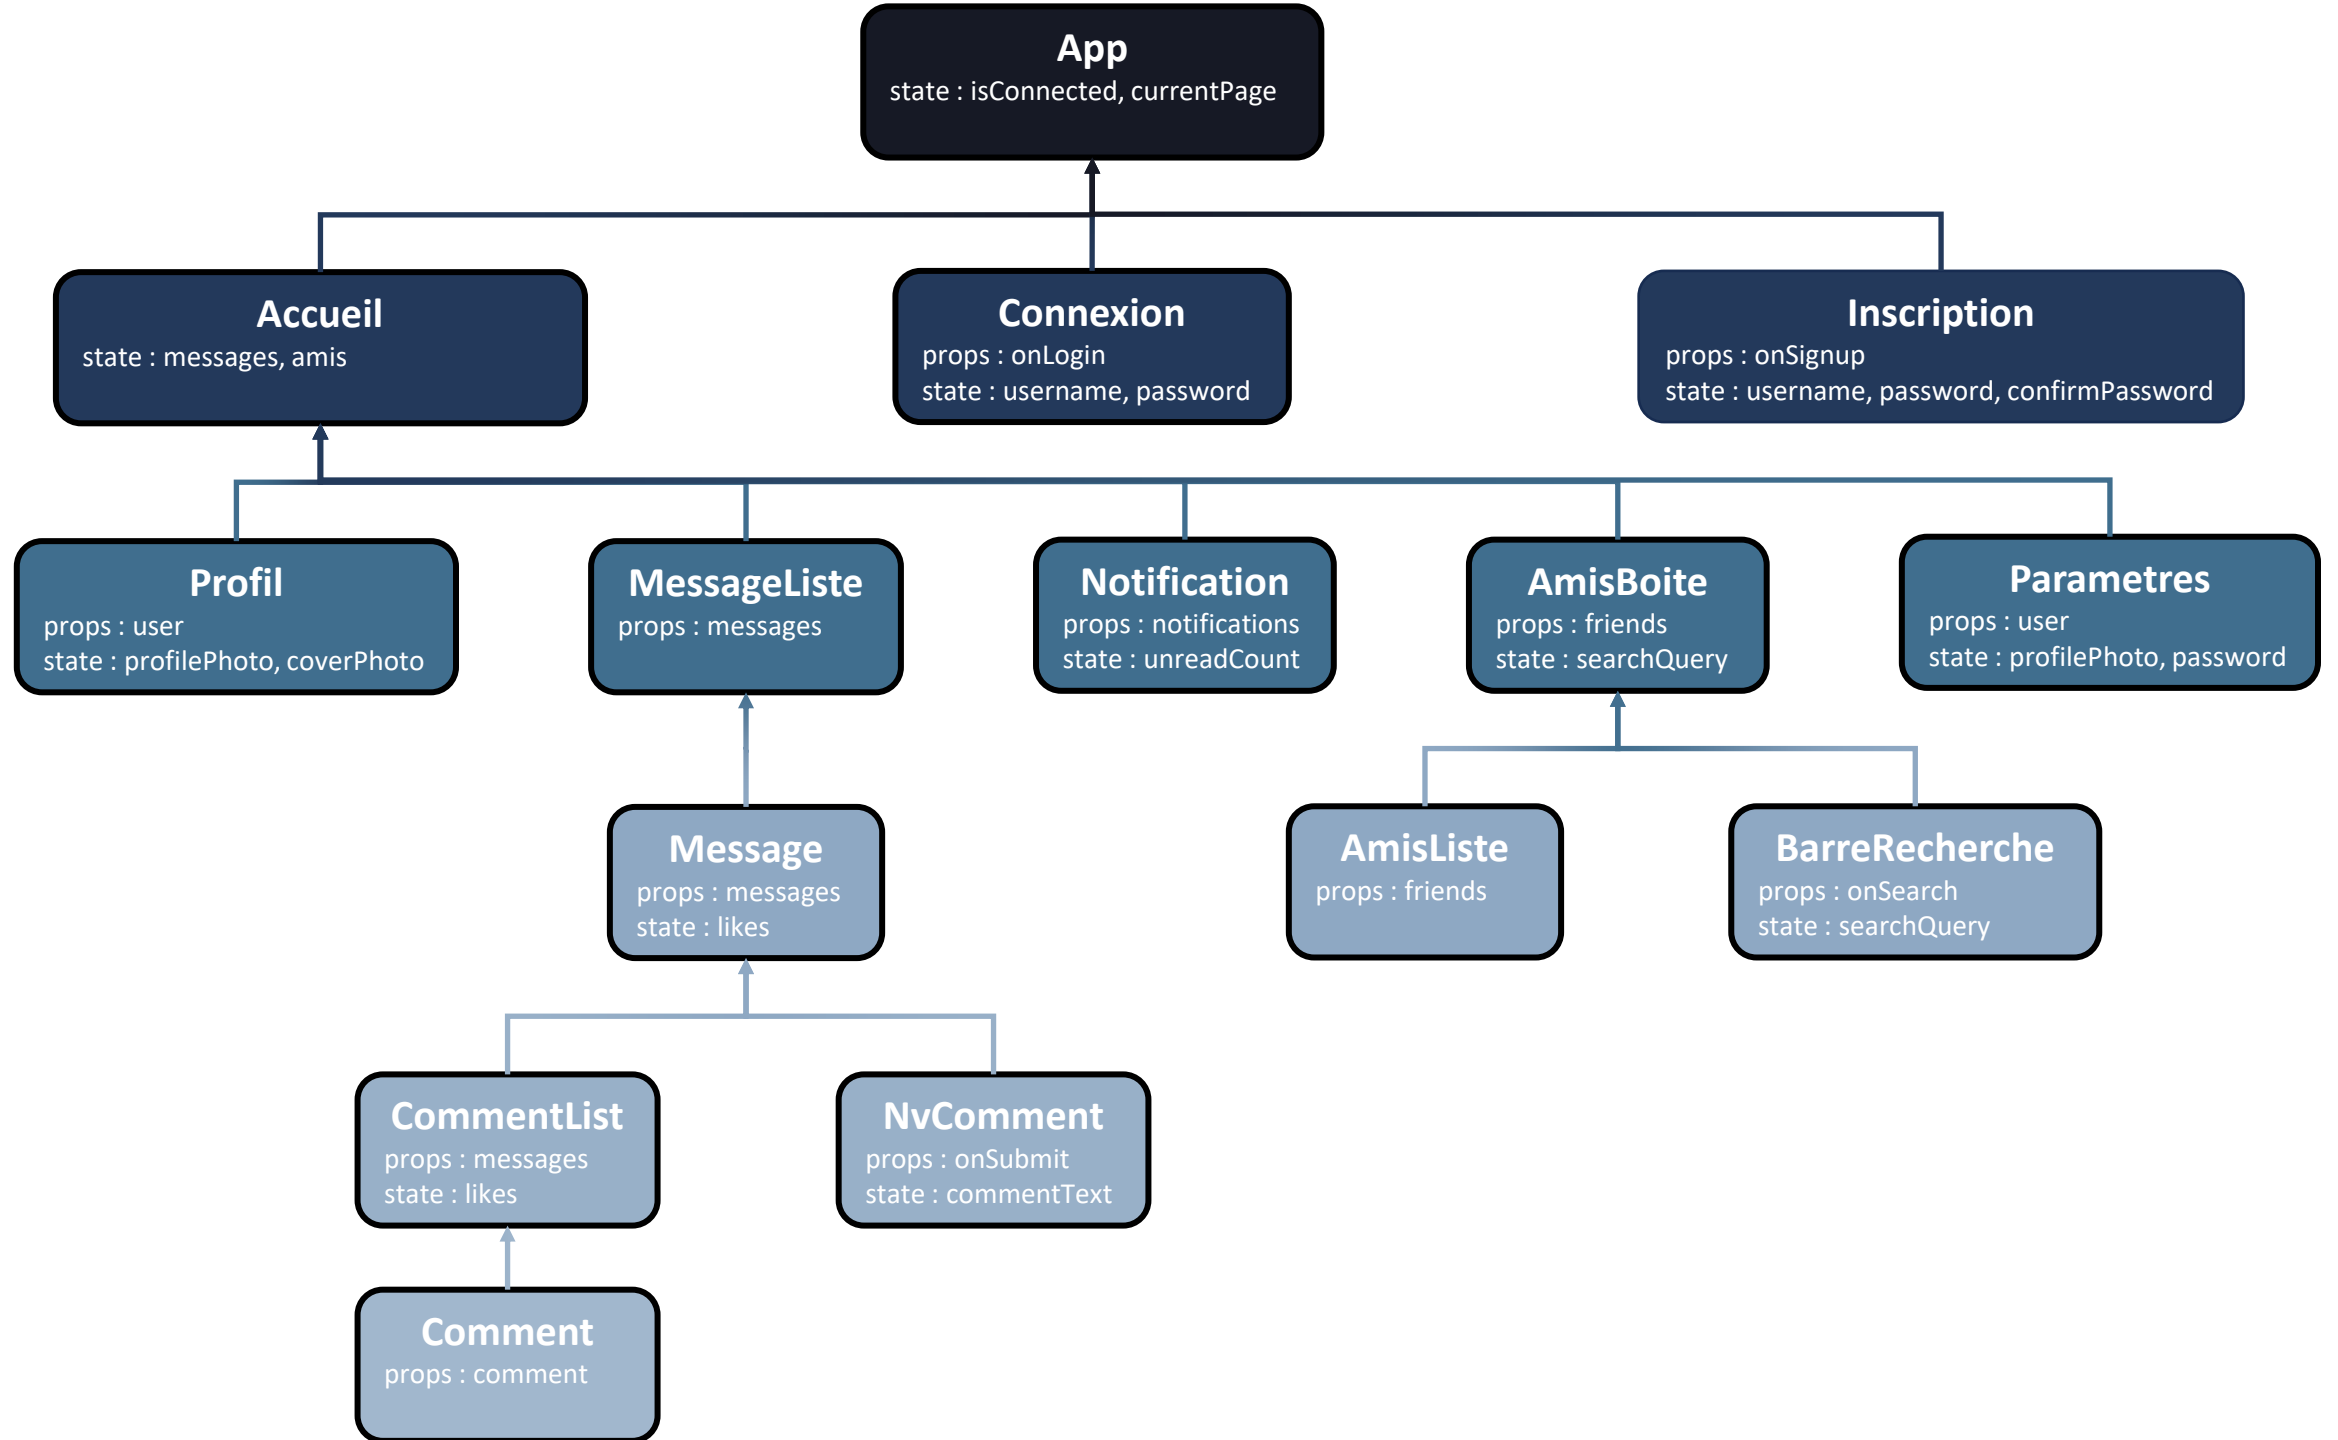 App
state : isConnected, currentPage
Accueil
state : messages, amis
Connexion
props : onLogin
state : username, password
Inscription
props : onSignup
state : username, password, confirmPassword
Profil
props : user
state : profilePhoto, coverPhoto
MessageListe
props : messages
Notification
props : notifications
state : unreadCount
AmisBoite
props : friends
state : searchQuery
Parametres
props : user
state : profilePhoto, password
Message
props : messages
state : likes
AmisListe
props : friends
BarreRecherche
props : onSearch
state : searchQuery
CommentList
props : messages
state : likes
NvComment
props : onSubmit
state : commentText
Comment
props : comment